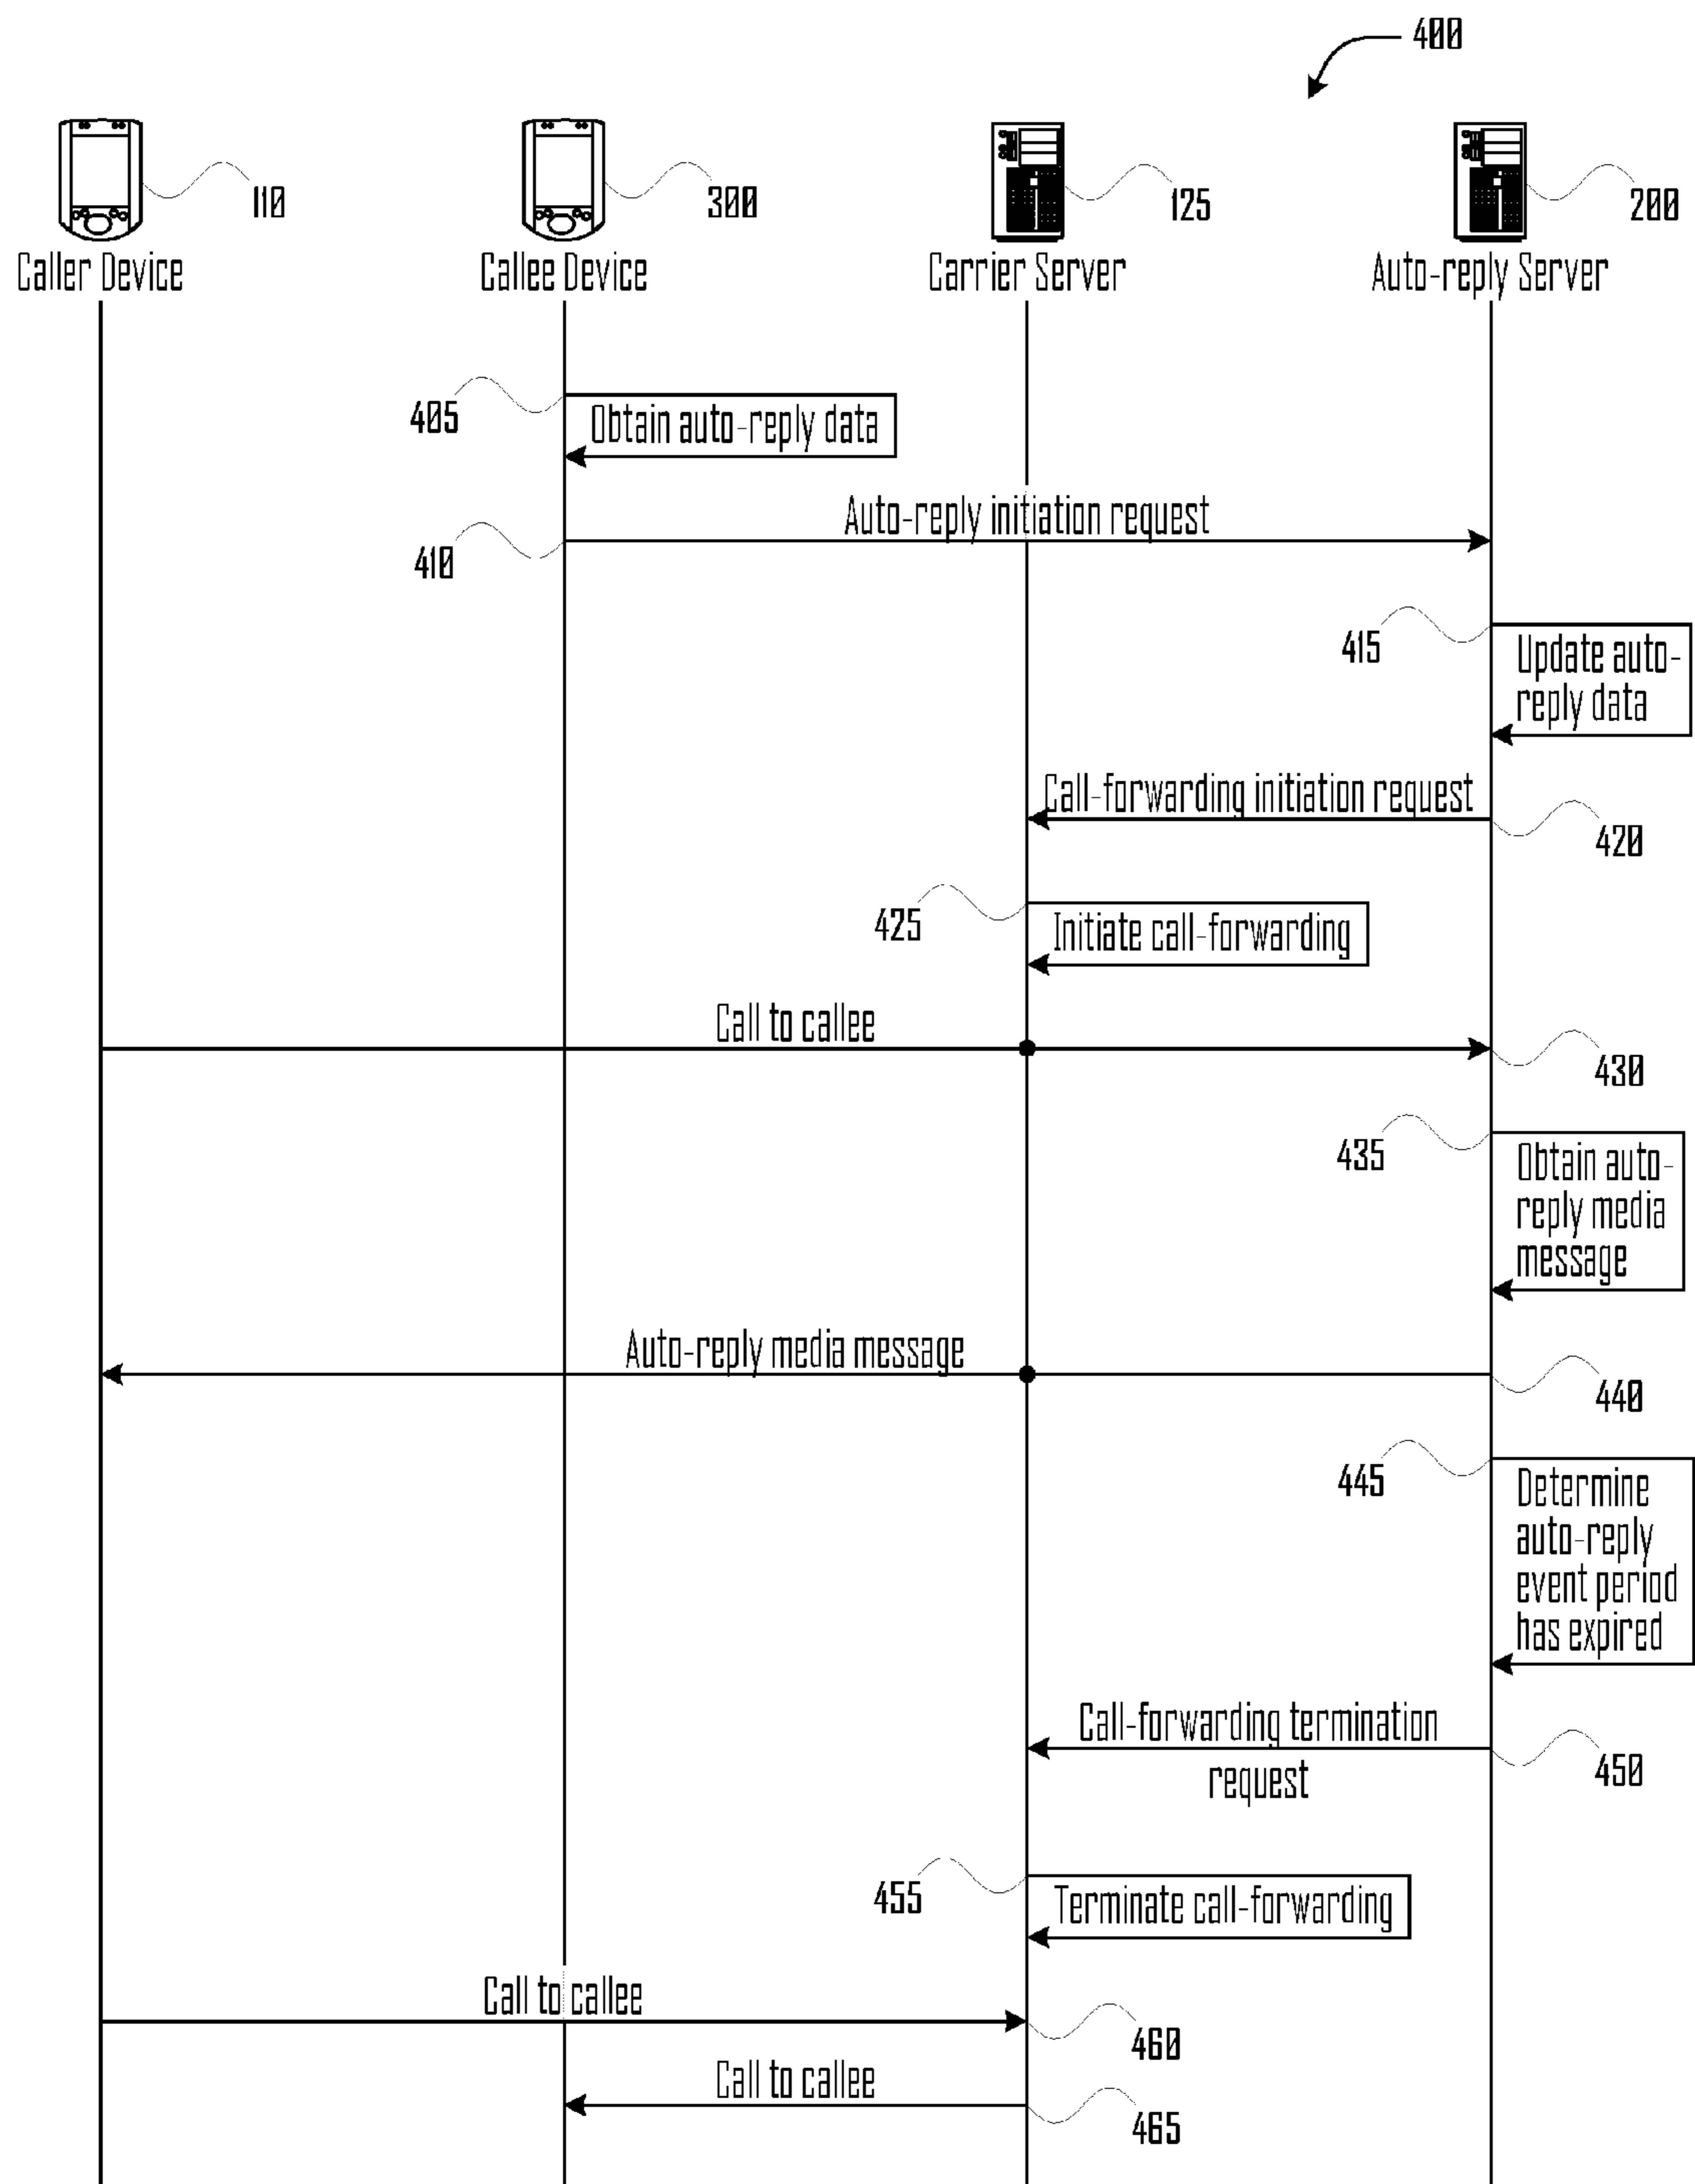 400
110
300
125
200
Caller Device
Callee Device
Carrier Server
Auto-reply Server
405
Obtain auto-reply data
Auto-reply initiation request
410
415
Update auto-
reply data
Call-forwarding initiation request
420
425
Initiate call-forwarding
Call to callee
430
435
Obtain auto-
reply media
message
Auto-reply media message
440
445
Determine
auto-reply
event period
has expired
Call-forwarding termination
request
450
455
Terminate call-forwarding
Call to callee
460
Call to callee
465